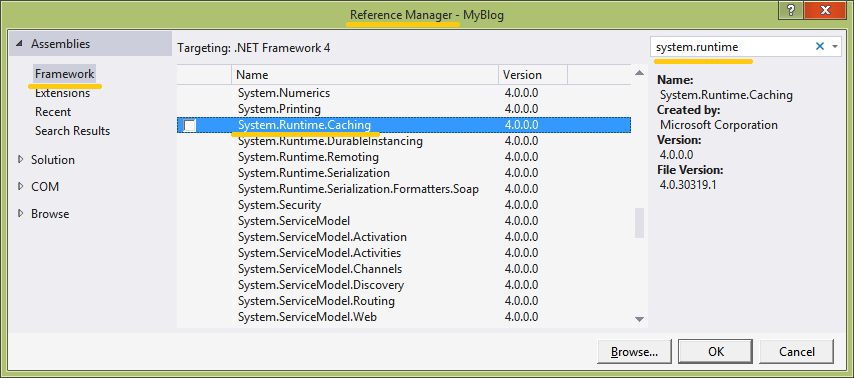 Reference Manager - MyBlog
? X
Assemblies
Framework
Extensions
Recent
Search Results
Solution
COM
Browse
Targeting: .NET Framework 4
Name Version
System.Numerics 4.0.0.0
System.Printing 4.0.0.0
System.Runtime.Caching 4.0.0.0
System.Runtime.DurableInstancing 4.0.0.0
System.Runtime.Remoting 4.0.0.0
System.Runtime.Serialization 4.0.0.0
System.Runtime.Serialization.Formatters.Soap 4.0.0.0
System.Security 4.0.0.0
System.ServiceModel 4.0.0.0
System.ServiceModel.Activation 4.0.0.0
System.ServiceModel.Activities 4.0.0.0
System.ServiceModel.Channels 4.0.0.0
System.ServiceModel.Discovery 4.0.0.0
System.ServiceModel.Routing 4.0.0.0
System.ServiceModel.Web 4.0.0.0
system.runtime
Name:
System.Runtime.Caching
Created by:
Microsoft Corporation
Version:
4.0.0.0
File Version:
4.0.30319.1
Browse... OK Cancel